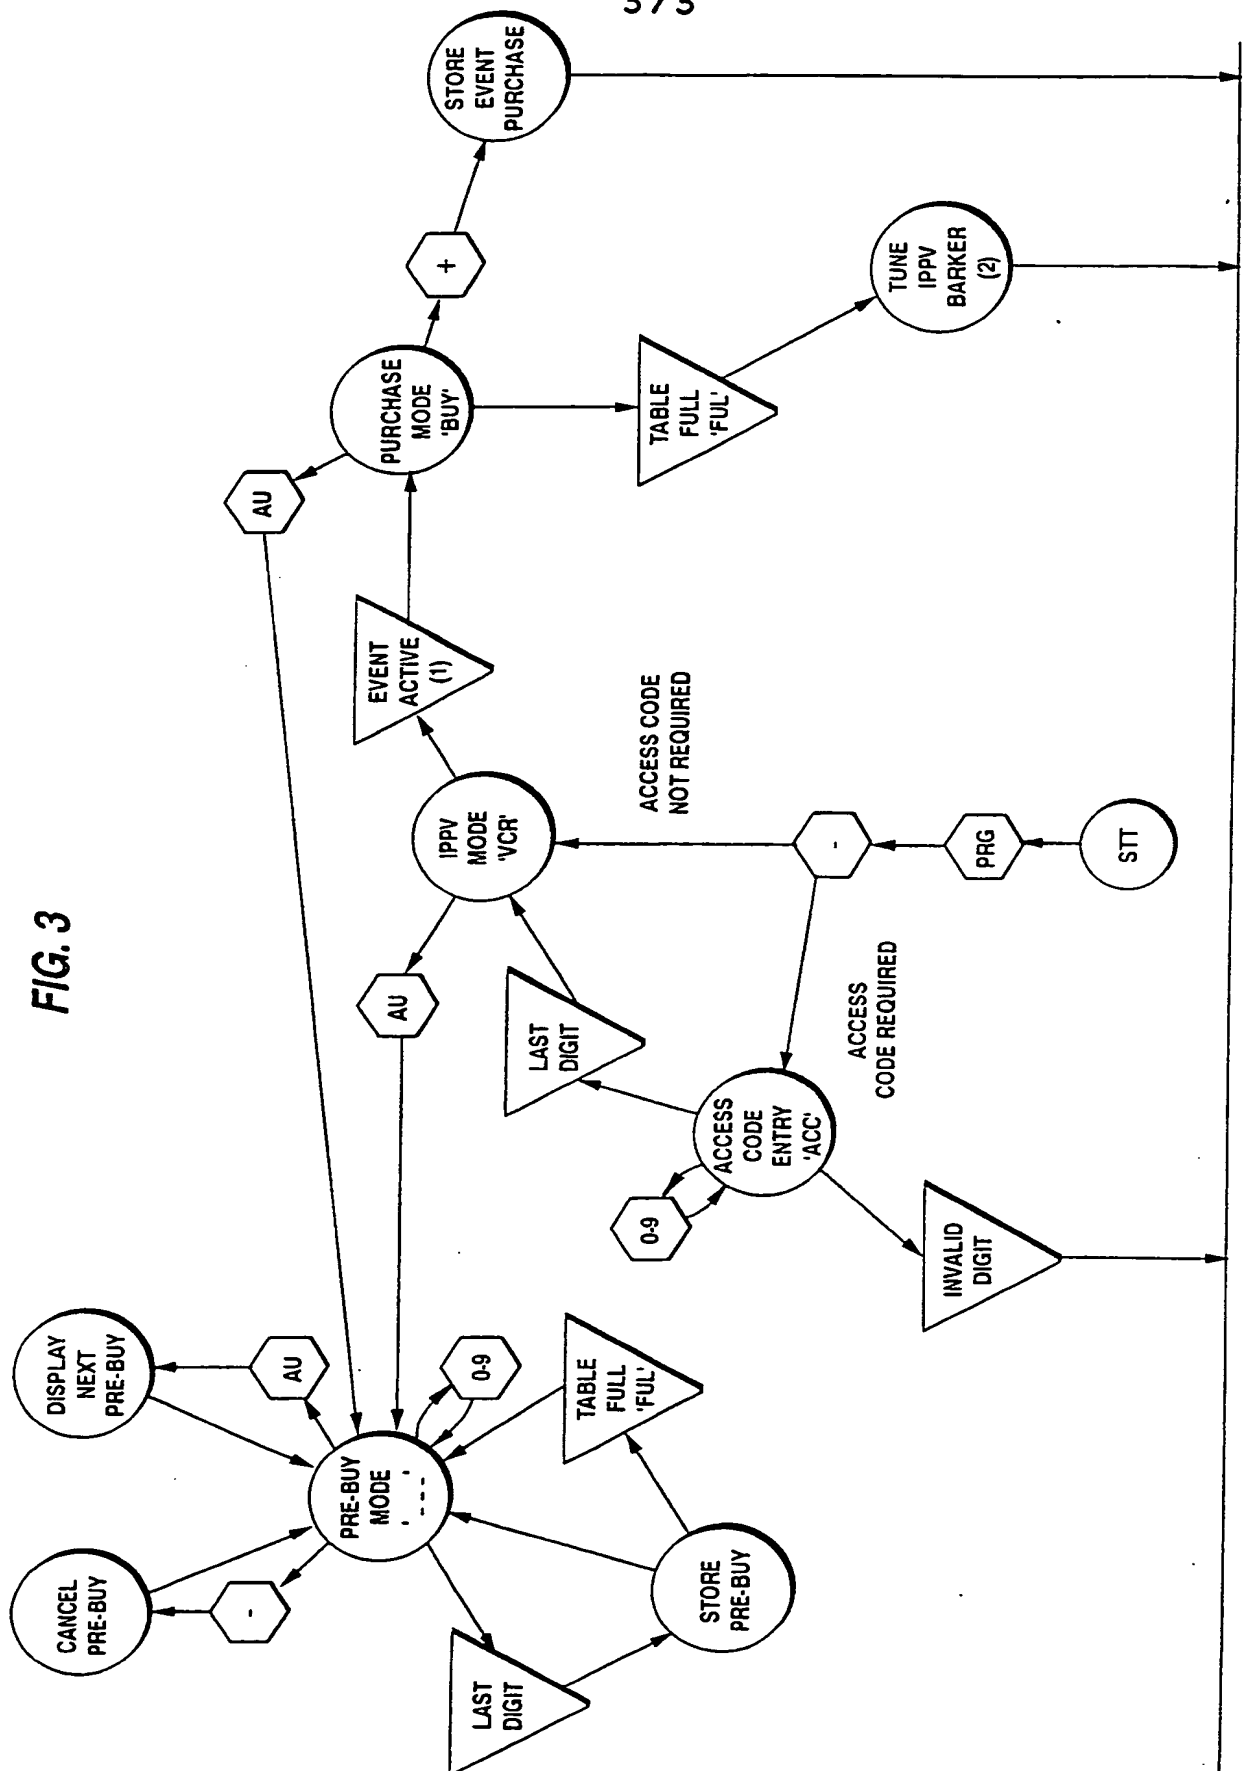 3/3
FIG. 3
CANCEL
PRE-BUY
-
DISPLAY
NEXT
PRE-BUY
AU
PRE-BUY
MODE
'---'
0-9
LAST
DIGIT
STORE
PRE-BUY
TABLE
FULL
'FUL'
AU
AU
IPPV
MODE
'VCR'
EVENT
ACTIVE
(1)
PURCHASE
MODE
'BUY'
+
STORE
EVENT
PURCHASE
TABLE
FULL
'FUL'
TUNE
IPPV
BARKER
(2)
LAST
DIGIT
0-9
ACCESS
CODE
ENTRY
'ACC'
INVALID
DIGIT
ACCESS
CODE REQUIRED
ACCESS CODE
NOT REQUIRED
-
PRG
STT